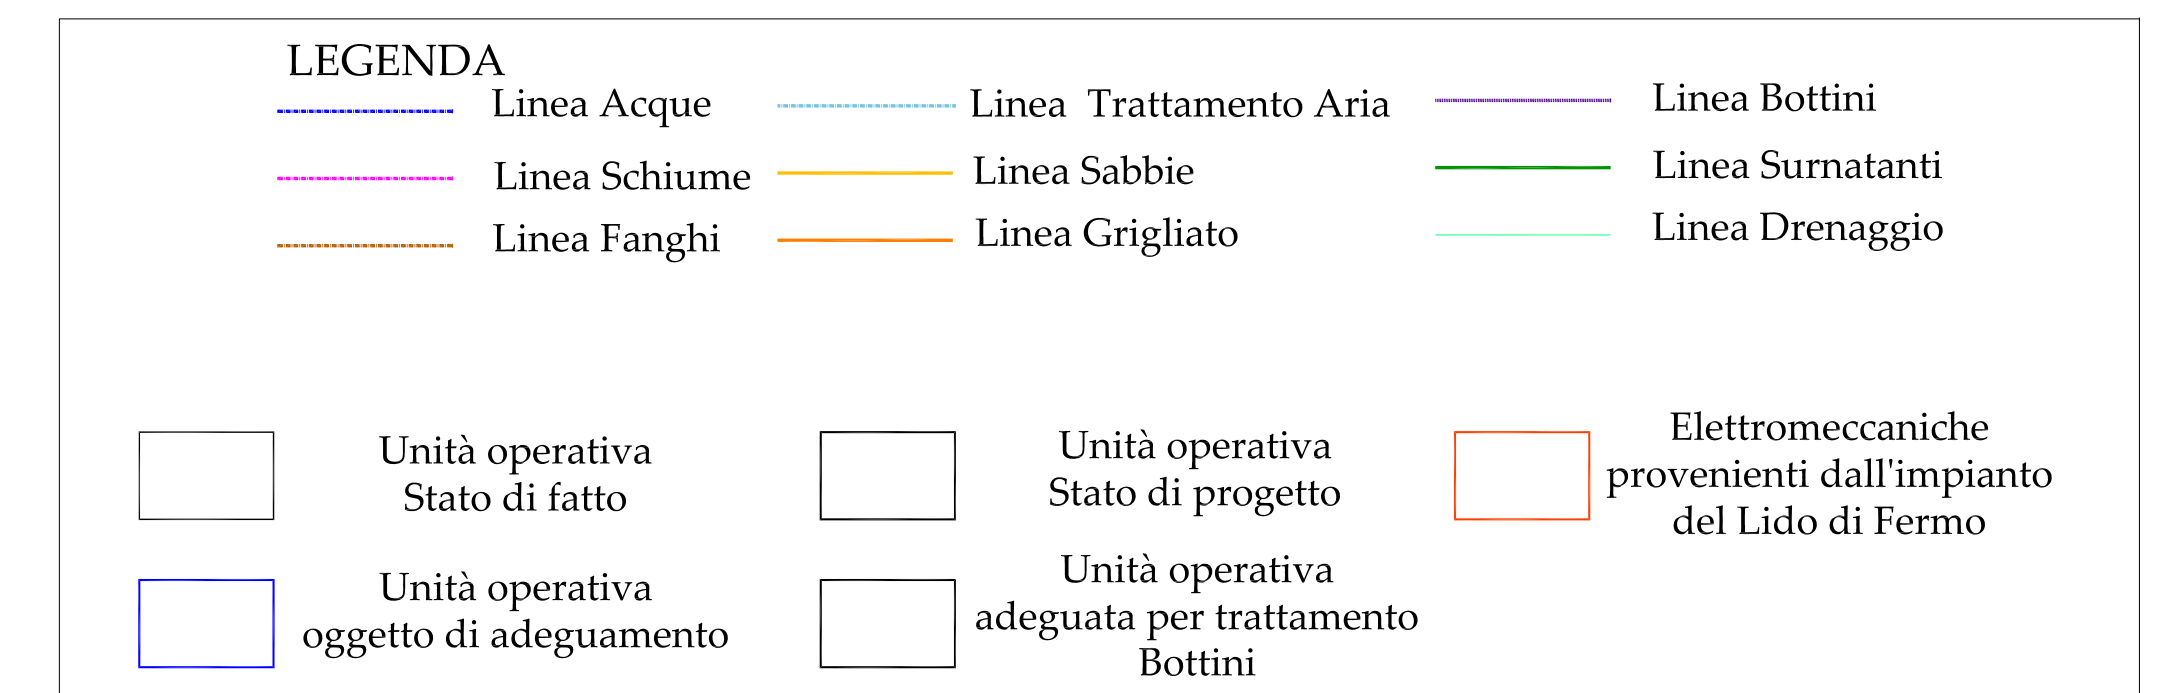 LEGENDA
Linea Acque
Linea Trattamento Aria
Linea Bottini
Linea Schiume
Linea Sabbie
Linea Surnatanti
Linea Fanghi
Linea Grigliato
Linea Drenaggio
Unità operativa
Stato di fatto
Unità operativa
Stato di progetto
Elettromeccaniche
provenienti dall'impianto
del Lido di Fermo
Unità operativa
oggetto di adeguamento
Unità operativa
adeguata per trattamento
Bottini